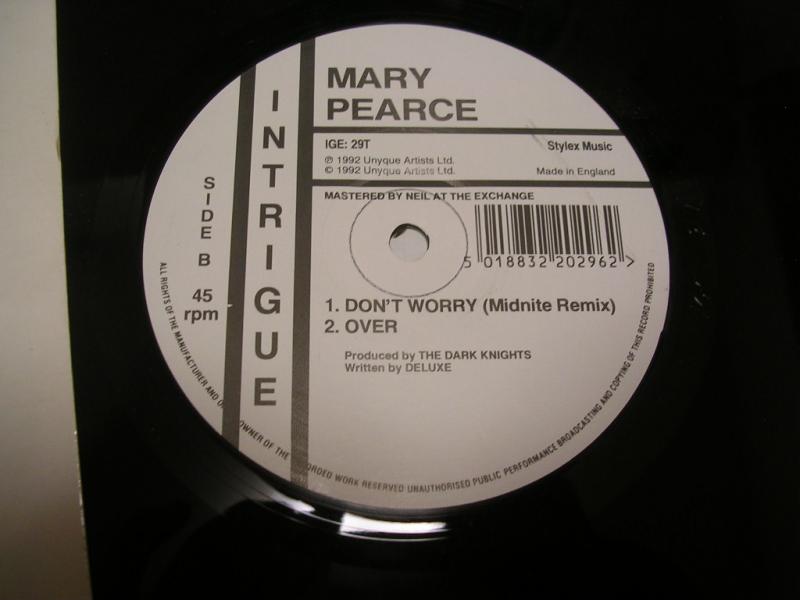 MARY
PEARCE
IGE: 29T
Stylex Music
℗ 1992 Unyque Artists Ltd.
© 1992 Unyque Artists Ltd.
Made in England
MASTERED BY NEIL AT THE EXCHANGE
INTRIGUE
SIDE B
45
rpm
5 018832 202962 >
1. DON'T WORRY (Midnite Remix)
2. OVER
Produced by THE DARK KNIGHTS
Written by DELUXE
ALL RIGHTS OF THE MANUFACTURER AND OWNER OF THE RECORDED WORK RESERVED UNAUTHORISED PUBLIC PERFORMANCE BROADCASTING AND COPYING OF THIS RECORD PROHIBITED